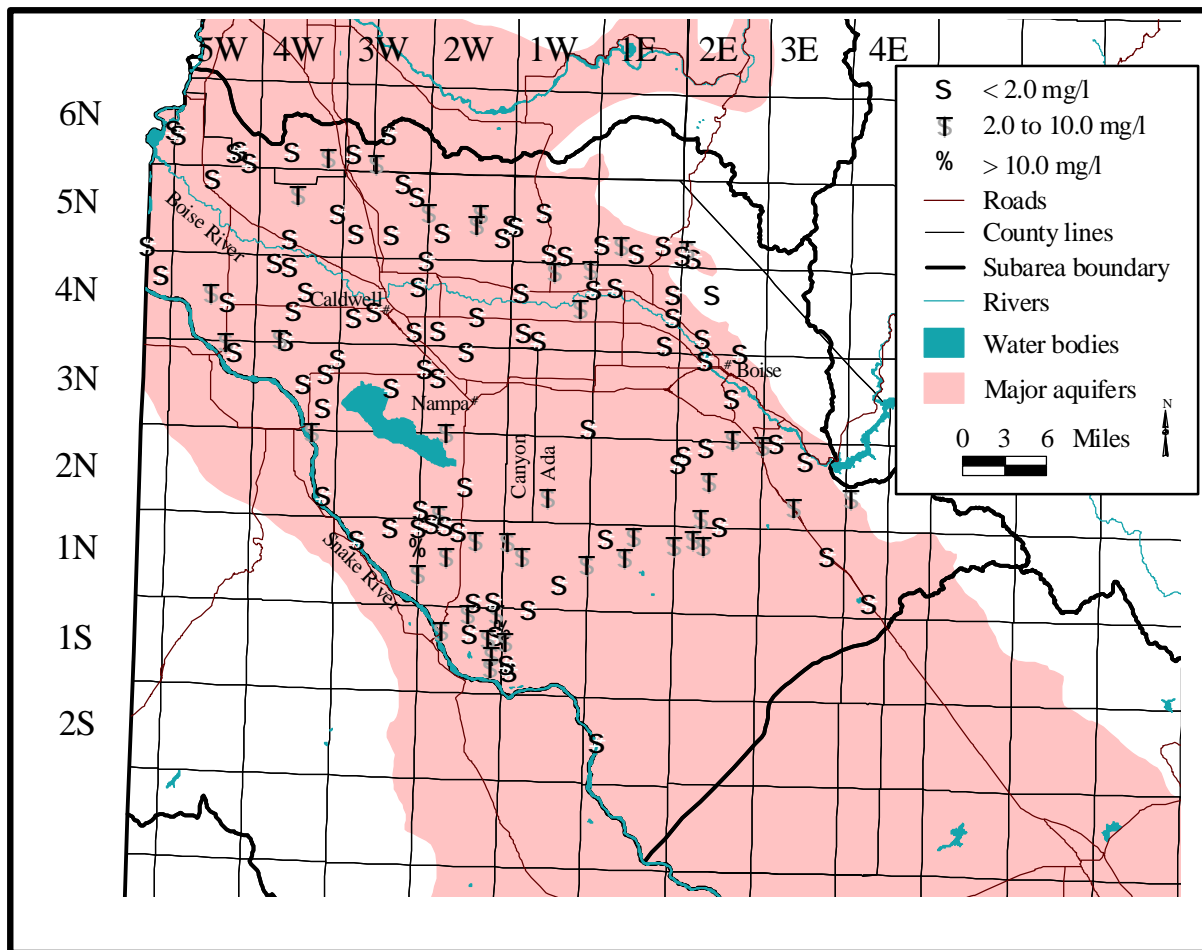 5W 4W 3W 2W 1W 1E 2E 3E 4E
6N
5N
4N
3N
2N
1N
1S
2S
Boise River
Caldwell
Nampa
Boise
Canyon
Ada
Snake River
S < 2.0 mg/l
T 2.0 to 10.0 mg/l
% > 10.0 mg/l
Roads
County lines
Subarea boundary
Rivers
Water bodies
Major aquifers
N
0 3 6 Miles